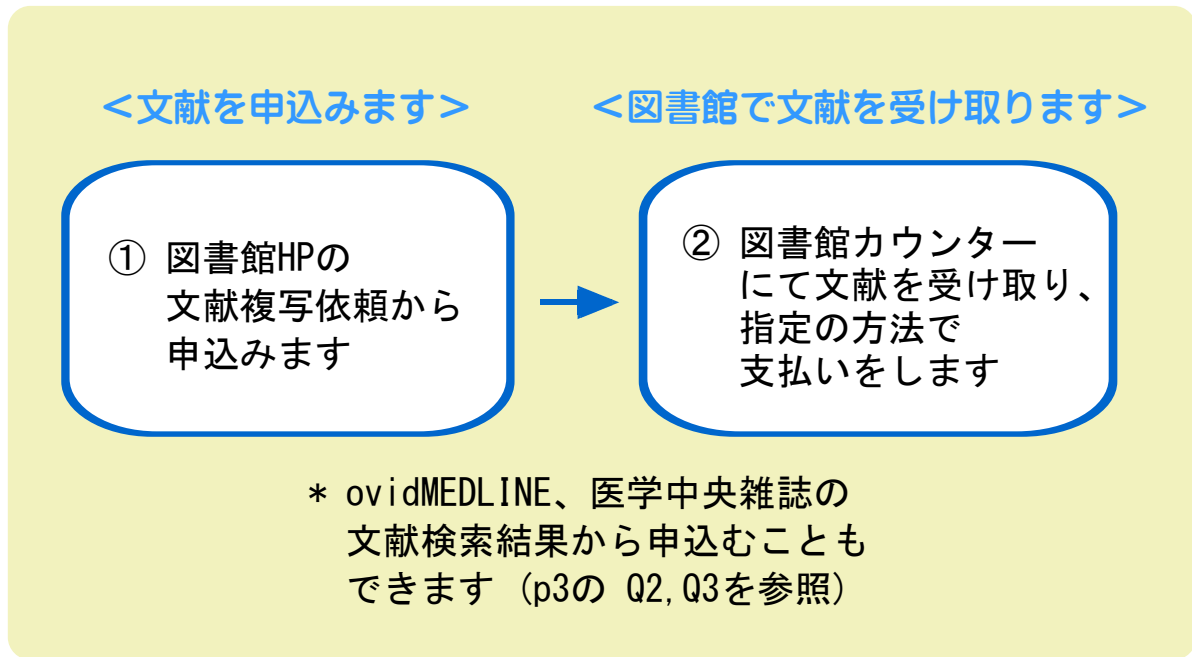 <文献を申込みます>
<図書館で文献を受け取ります>
① 図書館HPの
文献複写依頼から
申込みます
② 図書館カウンター
にて文献を受け取り、
指定の方法で
支払いをします
* ovidMEDLINE、医学中央雑誌の
文献検索結果から申込むことも
できます (p3の Q2,Q3を参照)